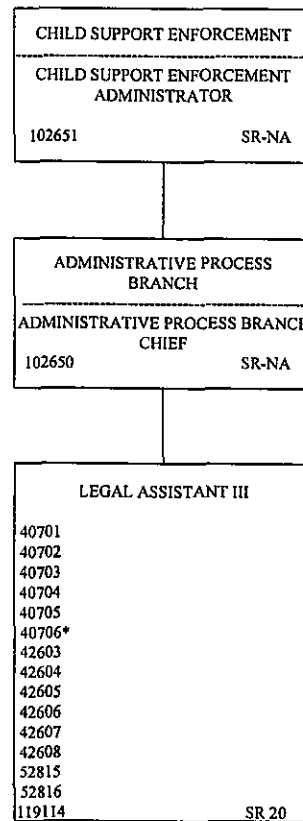 CHILD SUPPORT ENFORCEMENT
CHILD SUPPORT ENFORCEMENT
ADMINISTRATOR
102651 SR-NA
ADMINISTRATIVE PROCESS
BRANCH
ADMINISTRATIVE PROCESS BRANCH
CHIEF
102650 SR-NA
LEGAL ASSISTANT III
40701
40702
40703
40704
40705
40706*
42603
42604
42605
42606
42607
42608
52815
52816
119114 SR 20